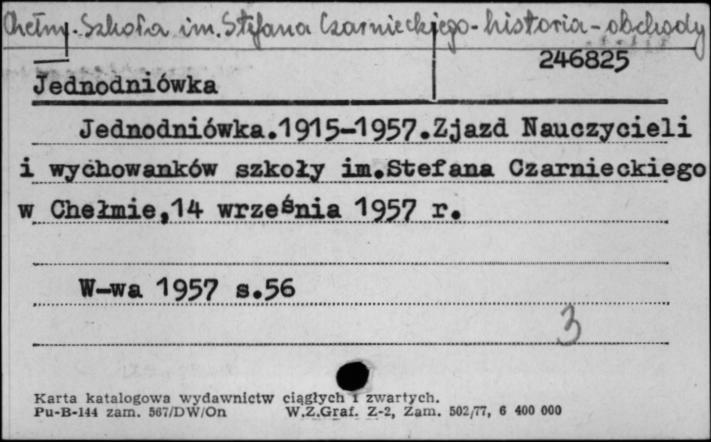 Chełm. Szkoła im. Stefana Czarnieckiego - historia - obchody
246825
Jednodniówka
Jednodniówka.1915-1957.Zjazd Nauczycieli
i wychowanków szkoły im.Stefana Czarnieckiego
w Chełmie,14 września 1957 r.
W-wa 1957 s.56
3
Karta katalogowa wydawnictw ciągłych i zwartych.
Pu-B-144 zam. 567/DW/On W.Z.Graf. Z-2, Zam. 502/77, 6 400 000